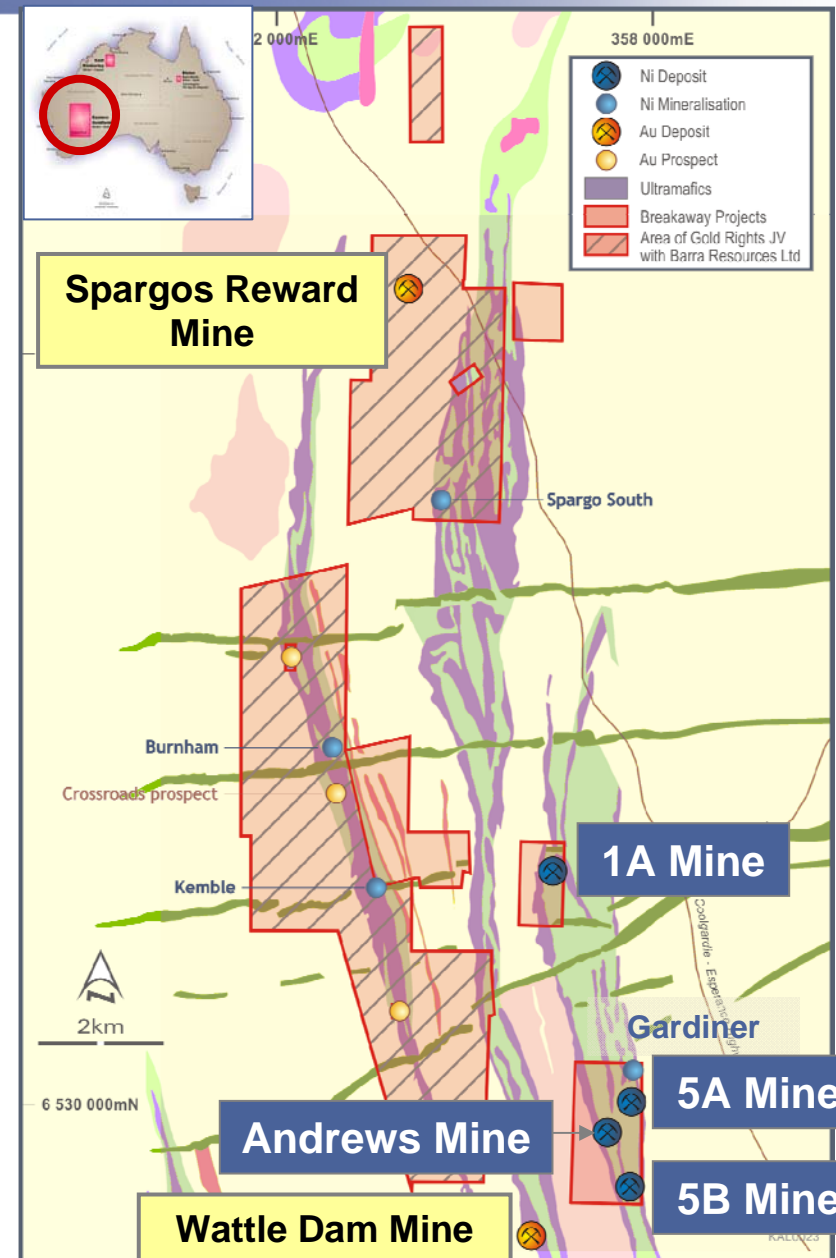 2 000mE
358 000mE
Ni Deposit
Ni Mineralisation
Au Deposit
Au Prospect
Ultramafics
Breakaway Projects
Area of Gold Rights JV
with Barra Resources Ltd
Spargos Reward
Mine
Spargo South
Burnham
Crossroads prospect
Kemble
1A Mine
Coolgardie - Esperance
2km
Gardiner
6 530 000mN
5A Mine
Andrews Mine
5B Mine
Wattle Dam Mine